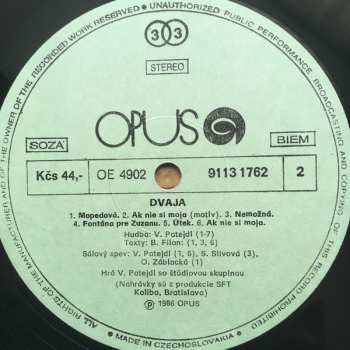 ALL RIGHTS OF THE MANUFACTURER AND OF THE OWNER OF THE RECORDED WORK RESERVED • UNAUTHORIZED PUBLIC PERFORMANCE BROADCASTING AND COPYING OF THIS RECORD PROHIBITED
33
STEREO
OPUS
SOZA
BIEM
Kčs 44,-
OE 4902
9113 1762
2
DVAJA
1. Mopedová. 2. Ak nie si moja (motív). 3. Nemožná.
4. Fontána pre Zuzanu. 5. Útek. 6. Ak nie si moja.
Hudba: V. Patejdl (1-7)
Texty: B. Filan: (1, 3, 6)
Sólový spev: V. Patejdl (1, 6), S. Slivová (3),
O. Záblacká (1)
Hrá V. Patejdl so štúdiovou skupinou
(Nahrávky sú z produkcie SFT
Koliba, Bratislava)
Ⓟ 1986 OPUS
• MADE IN CZECHOSLOVAKIA •